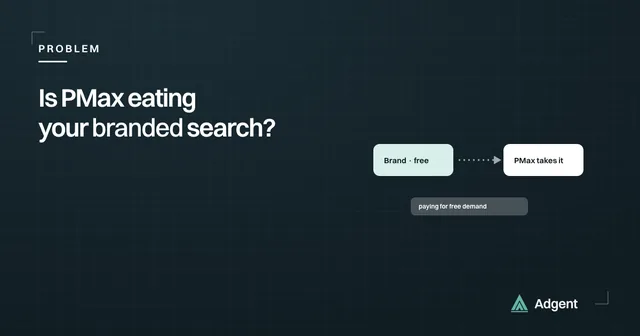 PROBLEM
Is PMax eating
your branded search?
Brand · free
PMax takes it
paying for free demand
Adgent